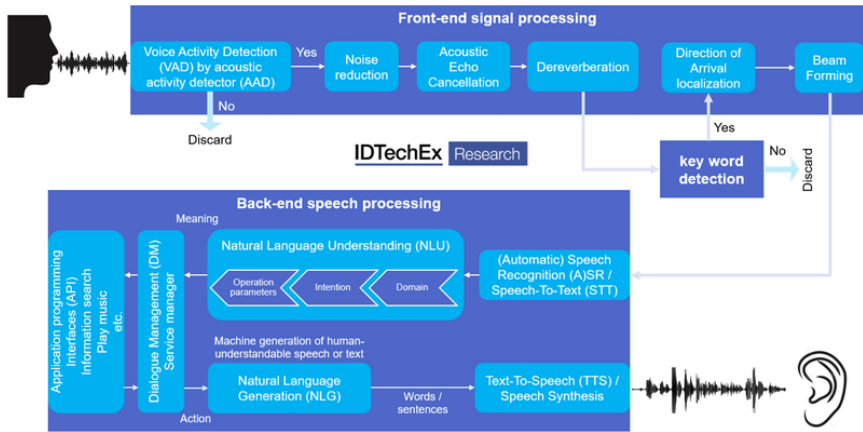 Front-end signal processing
Voice Activity Detection
(VAD) by acoustic
activity detector (AAD)
Yes
Noise
reduction
Acoustic
Echo
Cancellation
Dereverberation
Direction of
Arrival
localization
Beam
Forming
No
Discard
Yes
IDTechEx Research
key word
detection
No
Discard
Back-end speech processing
Meaning
Application programming
Interfaces (API)
Information search
Play music
etc.
Dialogue Management (DM)
Service manager
Natural Language Understanding (NLU)
Operation
parameters
Intention
Domain
(Automatic) Speech
Recognition (A)SR /
Speech-To-Text (STT)
Machine generation of human-
understandable speech or text
Natural Language
Generation (NLG)
Action
Words /
sentences
Text-To-Speech (TTS) /
Speech Synthesis